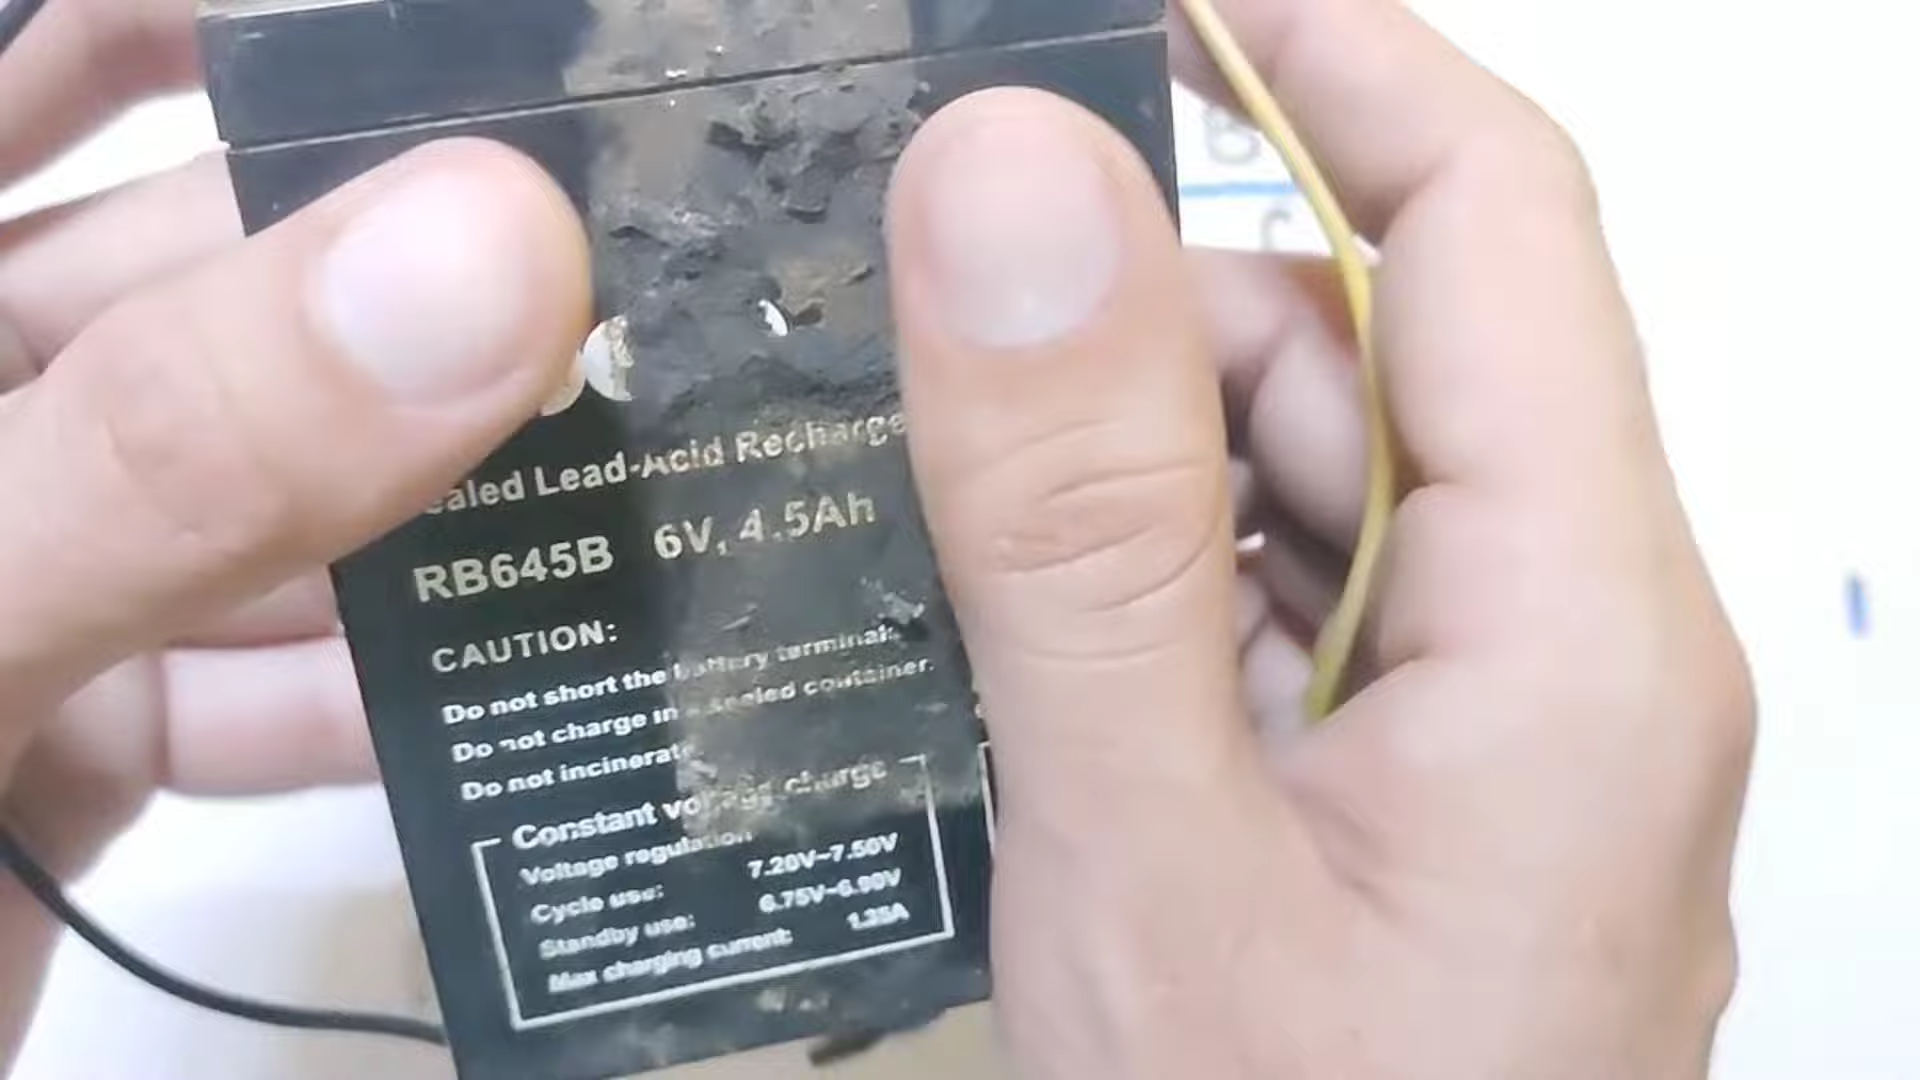 ealed Lead-Acid Recharge
RB645B 6V, 4.5Ah
CAUTION:
Do not short the battery terminals
Do not charge in a sealed container.
Do not incinerate
Constant voltage charge
Voltage regulation
Cycle use: 7.20V~7.50V
Standby use: 6.75V~6.90V
Max charging current: 1.35A